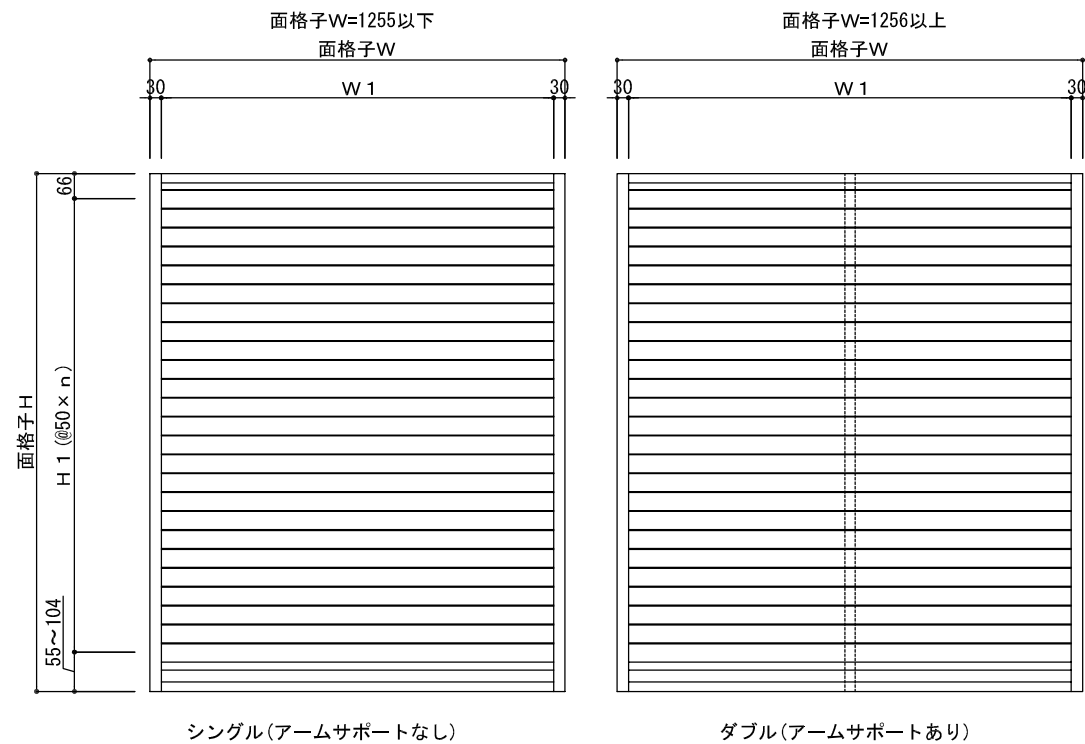 面格子W=1255以下
面格子W
30
W1
30
面格子W=1256以上
面格子W
30
W1
30
66
面格子H
H1(@50×n)
55~104
シングル(アームサポートなし)
ダブル(アームサポートあり)